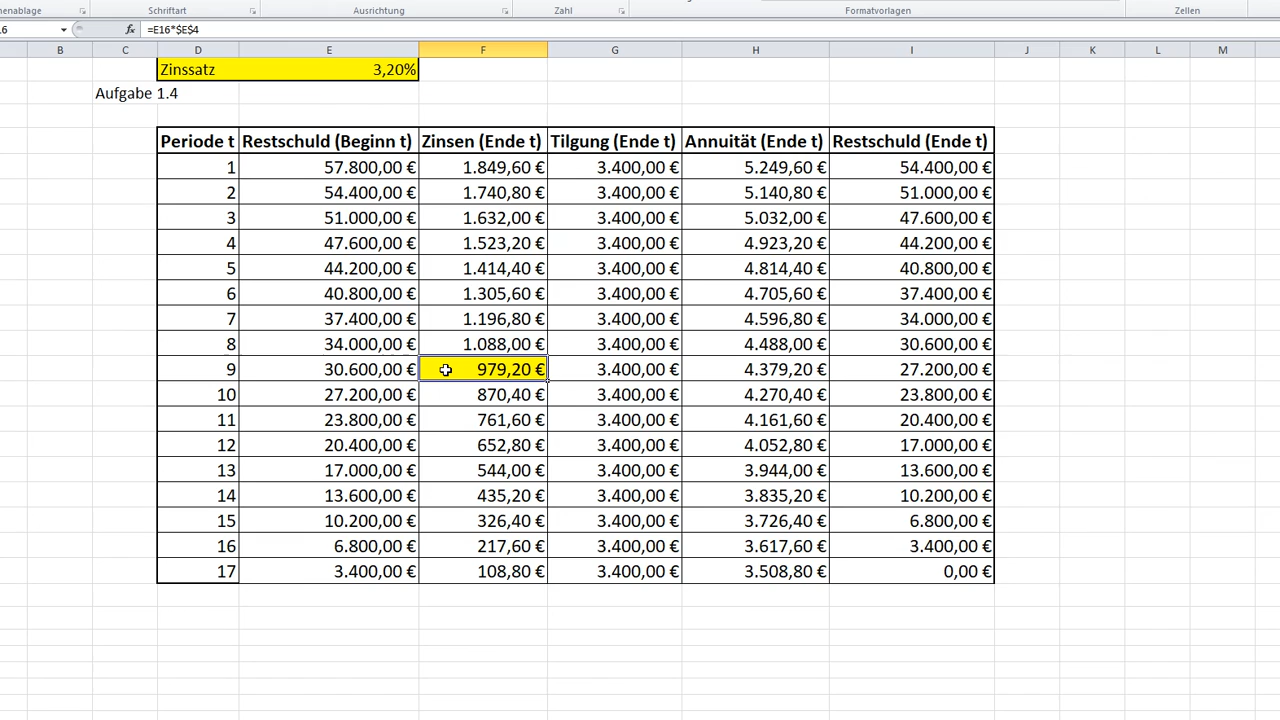 nenablage Schriftart Ausrichtung Zahl Formatvorlagen Zellen
16 fx =E16*$E$4
B C D E F G H I J K L M
Zinssatz 3,20%
Aufgabe 1.4
Periode t Restschuld (Beginn t) Zinsen (Ende t) Tilgung (Ende t) Annuität (Ende t) Restschuld (Ende t)
1 57.800,00 € 1.849,60 € 3.400,00 € 5.249,60 € 54.400,00 €
2 54.400,00 € 1.740,80 € 3.400,00 € 5.140,80 € 51.000,00 €
3 51.000,00 € 1.632,00 € 3.400,00 € 5.032,00 € 47.600,00 €
4 47.600,00 € 1.523,20 € 3.400,00 € 4.923,20 € 44.200,00 €
5 44.200,00 € 1.414,40 € 3.400,00 € 4.814,40 € 40.800,00 €
6 40.800,00 € 1.305,60 € 3.400,00 € 4.705,60 € 37.400,00 €
7 37.400,00 € 1.196,80 € 3.400,00 € 4.596,80 € 34.000,00 €
8 34.000,00 € 1.088,00 € 3.400,00 € 4.488,00 € 30.600,00 €
9 30.600,00 € 979,20 € 3.400,00 € 4.379,20 € 27.200,00 €
10 27.200,00 € 870,40 € 3.400,00 € 4.270,40 € 23.800,00 €
11 23.800,00 € 761,60 € 3.400,00 € 4.161,60 € 20.400,00 €
12 20.400,00 € 652,80 € 3.400,00 € 4.052,80 € 17.000,00 €
13 17.000,00 € 544,00 € 3.400,00 € 3.944,00 € 13.600,00 €
14 13.600,00 € 435,20 € 3.400,00 € 3.835,20 € 10.200,00 €
15 10.200,00 € 326,40 € 3.400,00 € 3.726,40 € 6.800,00 €
16 6.800,00 € 217,60 € 3.400,00 € 3.617,60 € 3.400,00 €
17 3.400,00 € 108,80 € 3.400,00 € 3.508,80 € 0,00 €